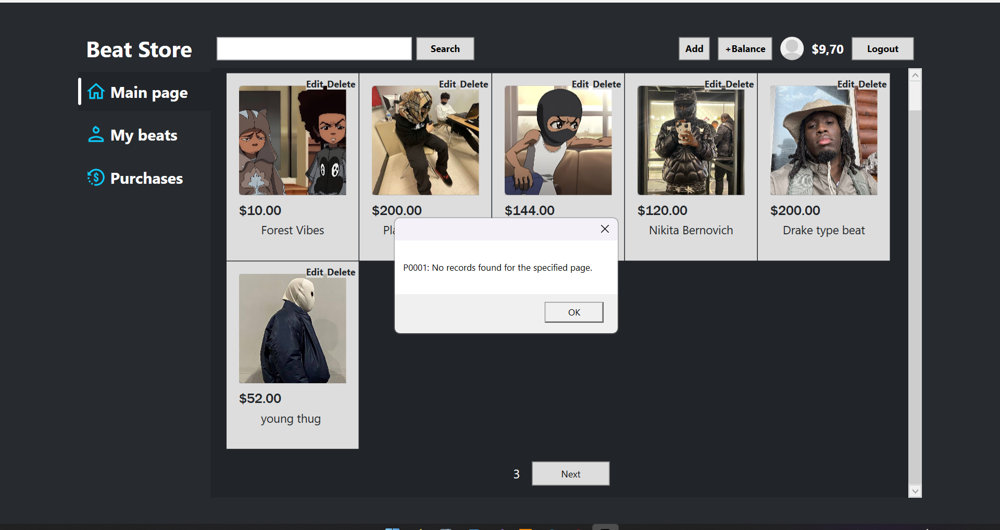 Beat Store
Search
Add
+Balance
$9,70
Logout
Main page
My beats
Purchases
Edit Delete
Edit Delete
Edit Delete
Edit Delete
Edit Delete
$10.00
$200.00
$144.00
$120.00
$200.00
Forest Vibes
Nikita Bernovich
Drake type beat
P0001: No records found for the specified page.
OK
Edit Delete
$52.00
young thug
3
Next